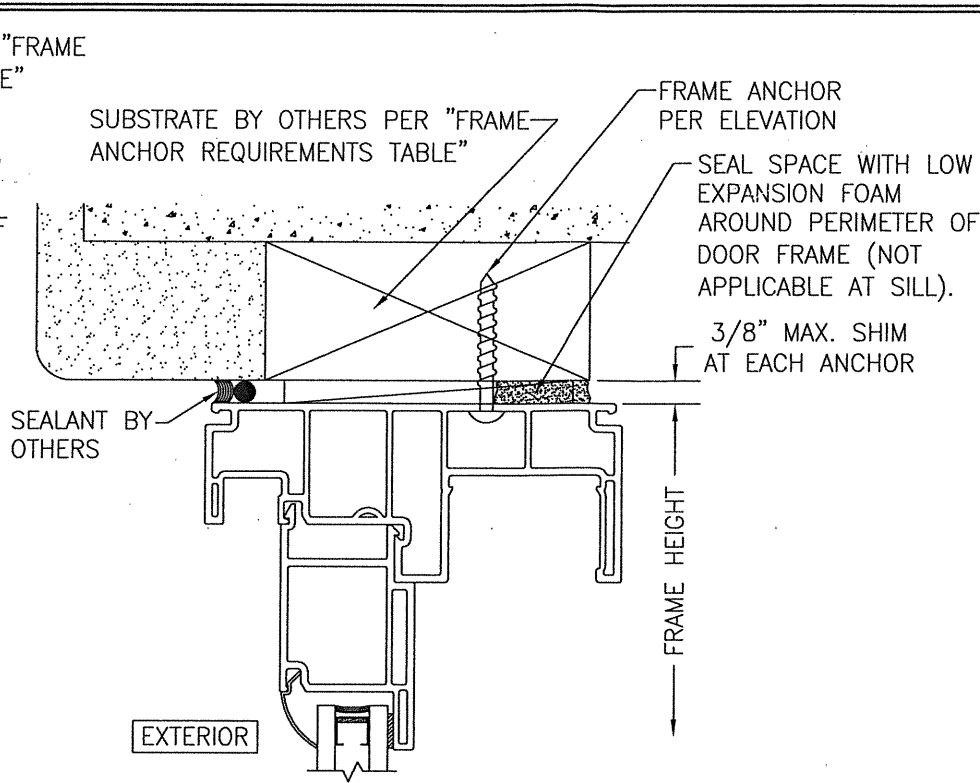 "FRAME
E"
SUBSTRATE BY OTHERS PER "FRAME
ANCHOR REQUIREMENTS TABLE"
FRAME ANCHOR
PER ELEVATION
SEAL SPACE WITH LOW
EXPANSION FOAM
AROUND PERIMETER OF
DOOR FRAME (NOT
APPLICABLE AT SILL).
3/8" MAX. SHIM
AT EACH ANCHOR
SEALANT BY
OTHERS
FRAME HEIGHT
EXTERIOR